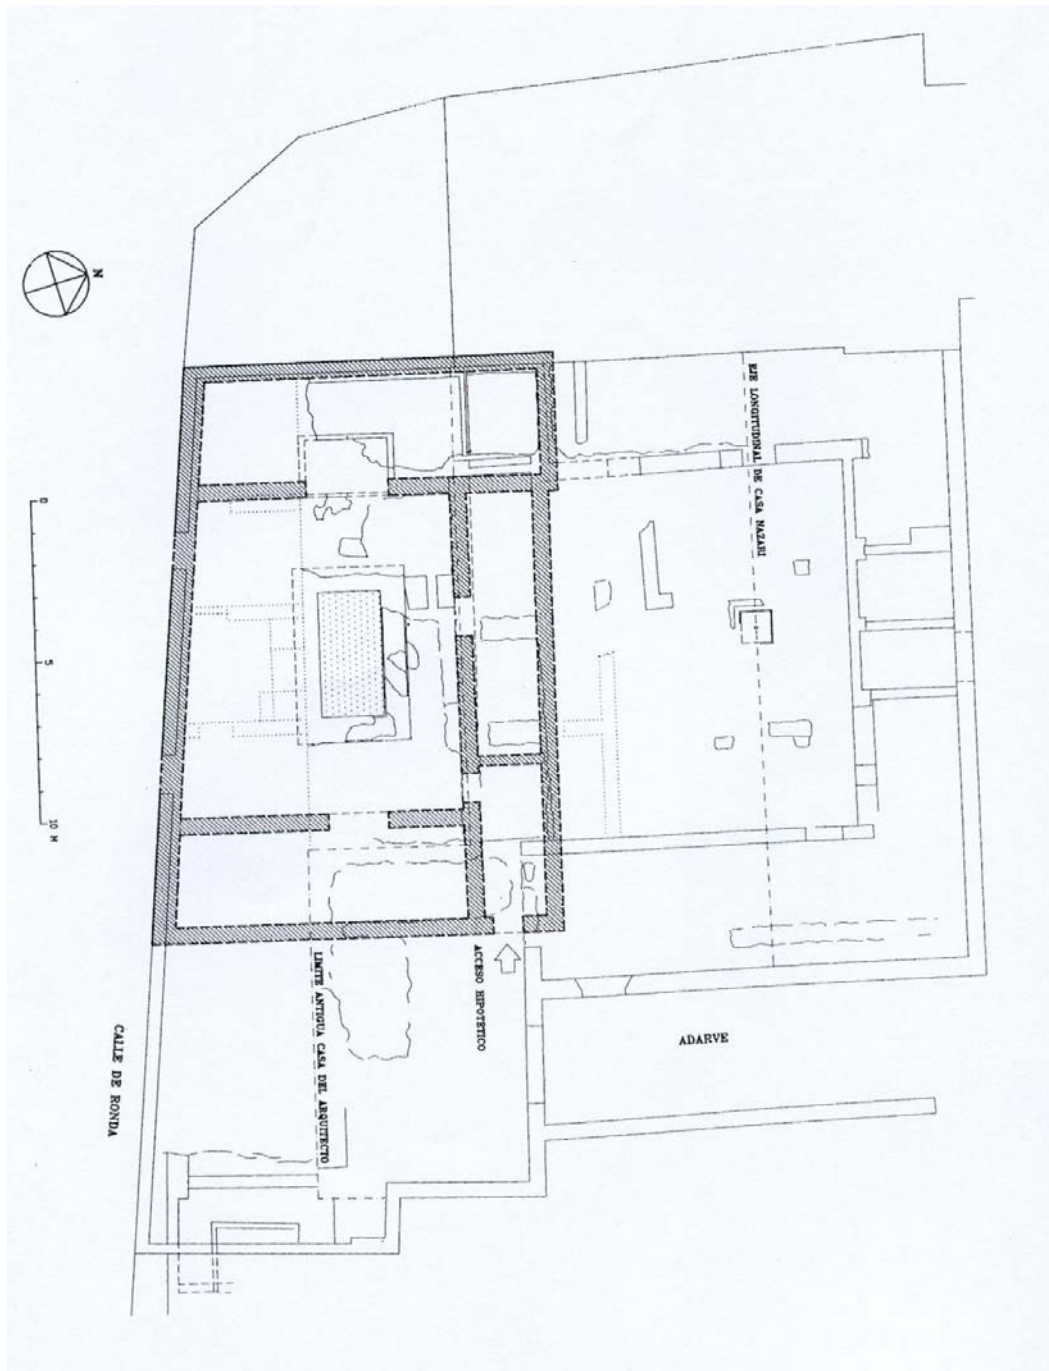 N
EJE LONGITUDINAL DE CASA NAZARI
0
5
10 M
ACCESO HIPOTETICO
LIMITE ANTIGUA CASA DEL ARQUITECTO
CALLE DE RONDA
ADARVE